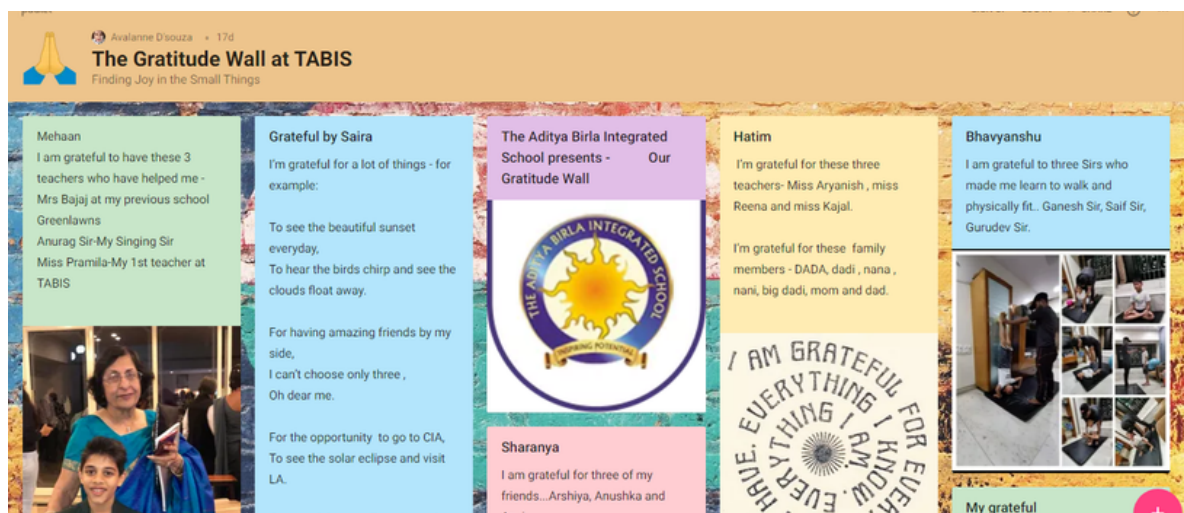 Avalanne D'souza • 17d
The Gratitude Wall at TABIS
Finding Joy in the Small Things
Mehaan
I am grateful to have these 3
teachers who have helped me -
Mrs Bajaj at my previous school
Greenlawns
Anurag Sir-My Singing Sir
Miss Pramila-My 1st teacher at
TABIS
Grateful by Saira
I'm grateful for a lot of things - for
example:
To see the beautiful sunset
everyday,
To hear the birds chirp and see the
clouds float away.
For having amazing friends by my
side,
I can't choose only three ,
Oh dear me.
For the opportunity to go to CIA,
To see the solar eclipse and visit
LA.
The Aditya Birla Integrated
School presents - Our
Gratitude Wall
THE ADITYA BIRLA INTEGRATED SCHOOL
INSPIRING POTENTIAL
Sharanya
I am grateful for three of my
friends...Arshiya, Anushka and
Hatim
I'm grateful for these three
teachers- Miss Aryanish , miss
Reena and miss Kajal.
I'm grateful for these family
members - DADA, dadi , nana ,
nani, big dadi, mom and dad.
I AM GRATEFUL FOR
HAVE. EVERYTHING I KNOW.
EVERYTHING I AM.
Bhavyanshu
I am grateful to three Sirs who
made me learn to walk and
physically fit.. Ganesh Sir, Saif Sir,
Gurudev Sir.
My grateful
+